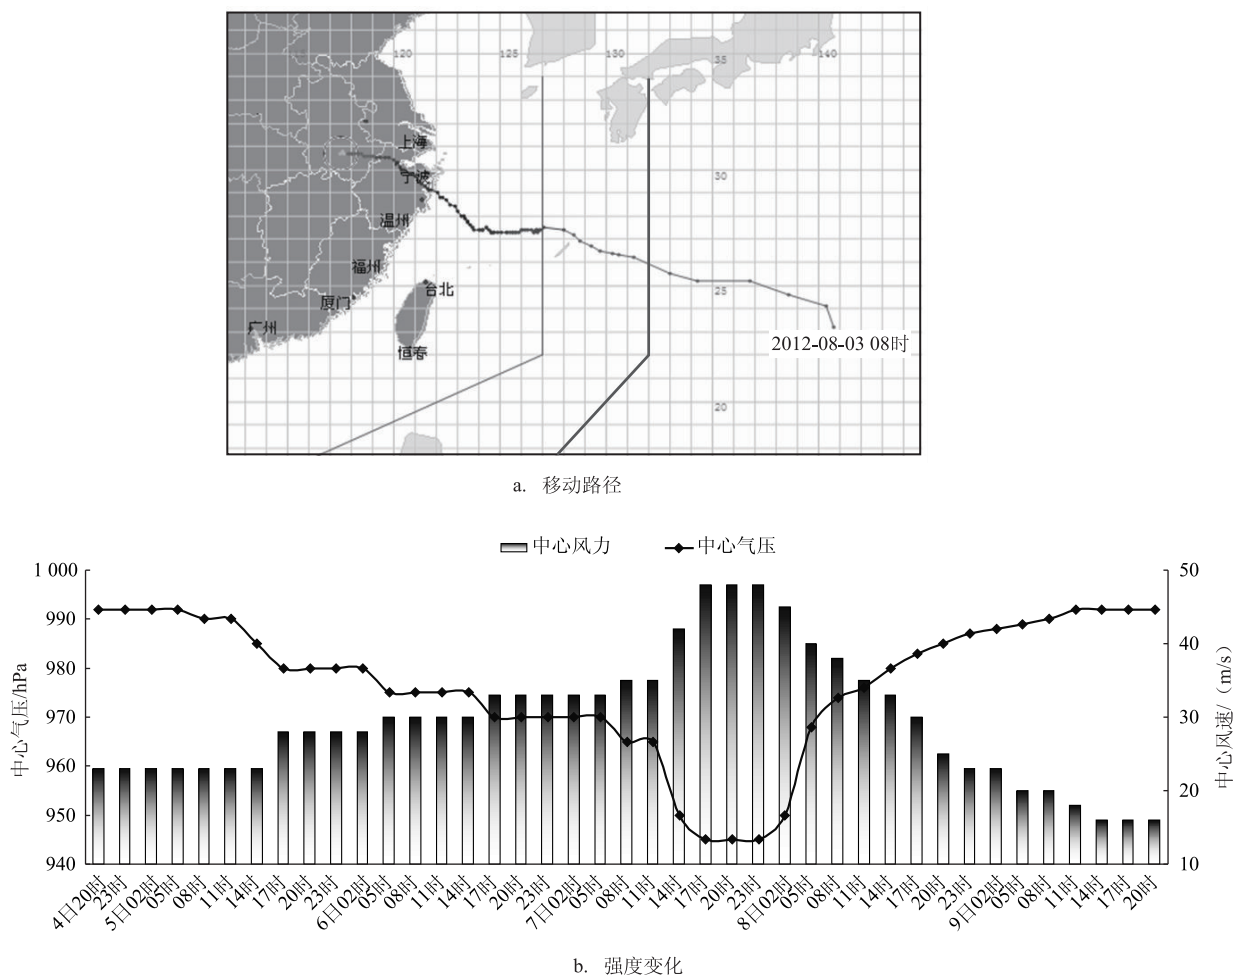 120
125
130
35
140
上海
宁波
30
温州
福州
台北
25
厦门
广州
2012-08-03 08时
恒春
20
a. 移动路径
中心风力
中心气压
1 000
990
980
970
960
950
940
中心气压/hPa
50
40
30
20
10
中心风速/（m/s）
4日20时
23时
5日02时
05时
08时
11时
14时
17时
20时
23时
6日02时
05时
08时
11时
14时
17时
20时
23时
7日02时
05时
08时
11时
14时
17时
20时
23时
8日02时
05时
08时
11时
14时
17时
20时
23时
9日02时
05时
08时
11时
14时
17时
20时
b. 强度变化